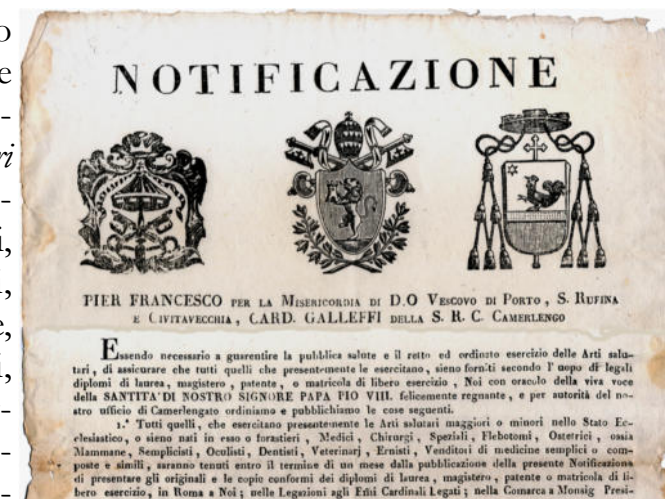 o
e
-
ri
-
i,
,
e,
i,
-
-
-
NOTIFICAZIONE
PIER FRANCESCO PER LA MISERICORDIA DI D.O VESCOVO DI PORTO, S. RUFINA
E CIVITAVECCHIA, CARD. GALLEFFI DELLA S. R. C. CAMERLENGO
Essendo necessario a guarentire la pubblica salute e il retto ed ordinato esercizio delle Arti salu-
tari, di assicurare che tutti quelli che presentemente le esercitano, sieno forniti secondo l'uopo di legali
diplomi di laurea, magistero, patente, o matricola di libero esercizio, Noi con oracolo della viva voce
della SANTITA' DI NOSTRO SIGNORE PAPA PIO VIII. felicemente regnante, e per autorità del no-
stro ufficio di Camerlengato ordiniamo e pubblichiamo le cose seguenti.
1.° Tutti quelli, che esercitano presentemente le Arti salutari maggiori o minori nello Stato Ec-
clesiastico, o sieno nati in esso o forastieri, Medici, Chirurgi, Speziali, Flebotomi, Ostetrici, ossia
Mammane, Semplicisti, Oculisti, Dentisti, Veterinarj, Ernisti, Venditori di medicine semplici o com-
poste e simili, saranno tenuti entro il termine di un mese dalla pubblicazione della presente Notificazione
di presentare gli originali e le copie conformi dei diplomi di laurea, magistero, patente o matricola di li-
bero esercizio, in Roma a Noi; nelle Legazioni agli Emi Cardinali Legati; nella Comarca a Monsig. Presi-